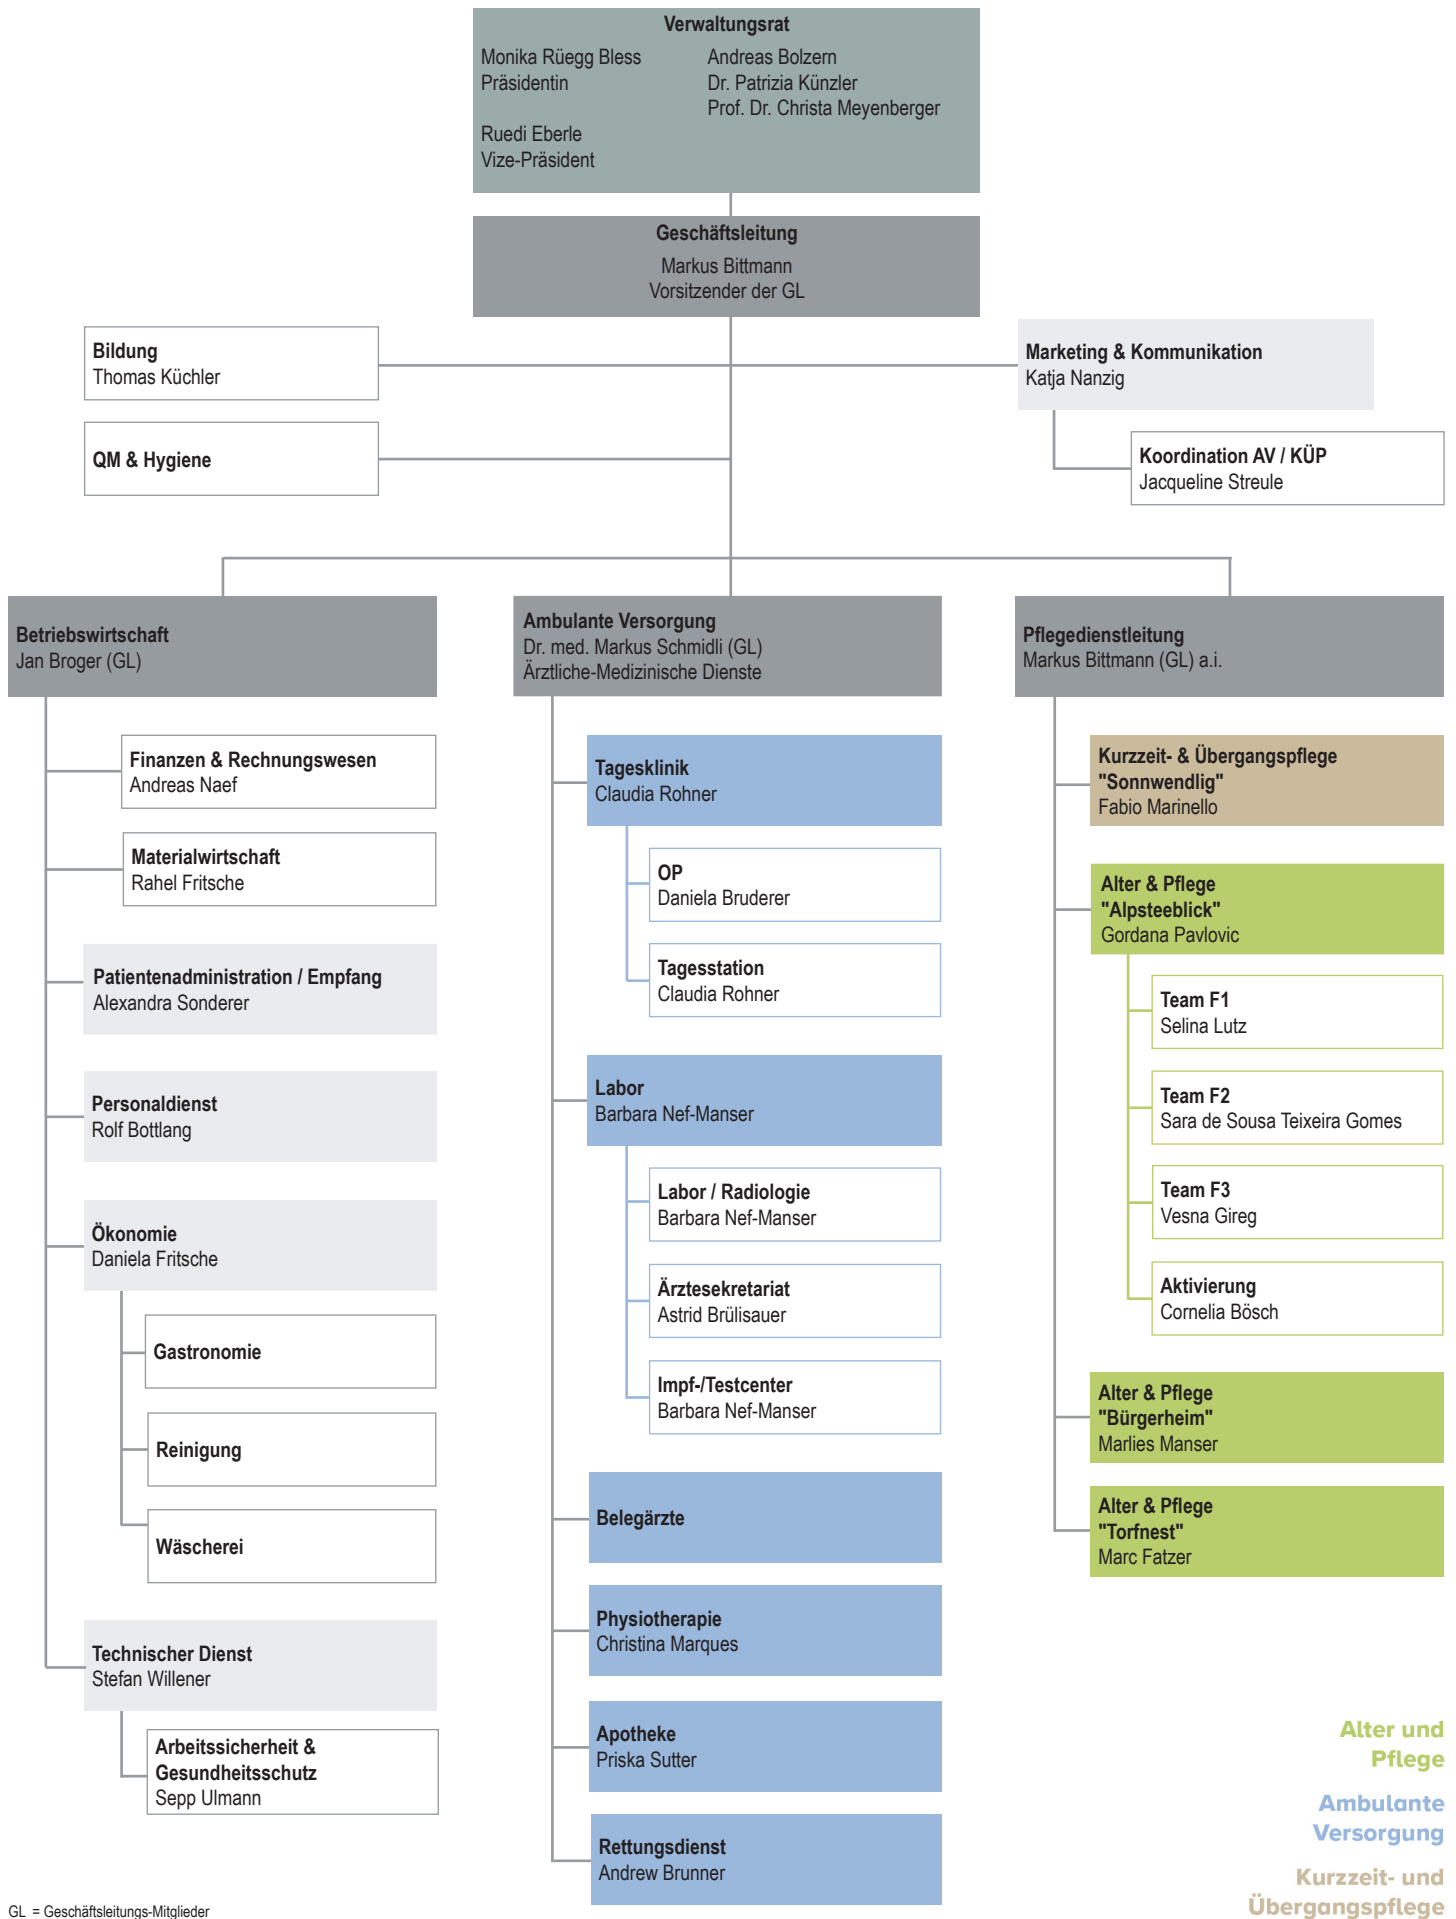 Verwaltungsrat
Monika Rüegg Bless
Präsidentin
Ruedi Eberle
Vize-Präsident
Andreas Bolzern
Dr. Patrizia Künzler
Prof. Dr. Christa Meyenberger
Geschäftsleitung
Markus Bittmann
Vorsitzender der GL
Bildung
Thomas Küchler
QM & Hygiene
Marketing & Kommunikation
Katja Nanzig
Koordination AV / KÜP
Jacqueline Streule
Betriebswirtschaft
Jan Broger (GL)
Finanzen & Rechnungswesen
Andreas Naef
Materialwirtschaft
Rahel Fritsche
Patientenadministration / Empfang
Alexandra Sonderer
Personaldienst
Rolf Bottlang
Ökonomie
Daniela Fritsche
Gastronomie
Reinigung
Wäscherei
Technischer Dienst
Stefan Willener
Arbeitssicherheit &
Gesundheitsschutz
Sepp Ulmann
Ambulante Versorgung
Dr. med. Markus Schmidli (GL)
Ärztliche-Medizinische Dienste
Tagesklinik
Claudia Rohner
OP
Daniela Bruderer
Tagesstation
Claudia Rohner
Labor
Barbara Nef-Manser
Labor / Radiologie
Barbara Nef-Manser
Ärztesekretariat
Astrid Brülisauer
Impf-/Testcenter
Barbara Nef-Manser
Belegärzte
Physiotherapie
Christina Marques
Apotheke
Priska Sutter
Rettungsdienst
Andrew Brunner
Pflegedienstleitung
Markus Bittmann (GL) a.i.
Kurzzeit- & Übergangspflege
"Sonnwendlig"
Fabio Marinello
Alter & Pflege
"Alpsteeblick"
Gordana Pavlovic
Team F1
Selina Lutz
Team F2
Sara de Sousa Teixeira Gomes
Team F3
Vesna Gireg
Aktivierung
Cornelia Bösch
Alter & Pflege
"Bürgerheim"
Marlies Manser
Alter & Pflege
"Torfnest"
Marc Fatzer
Alter und
Pflege
Ambulante
Versorgung
Kurzzeit- und
Übergangspflege
GL = Geschäftsleitungs-Mitglieder